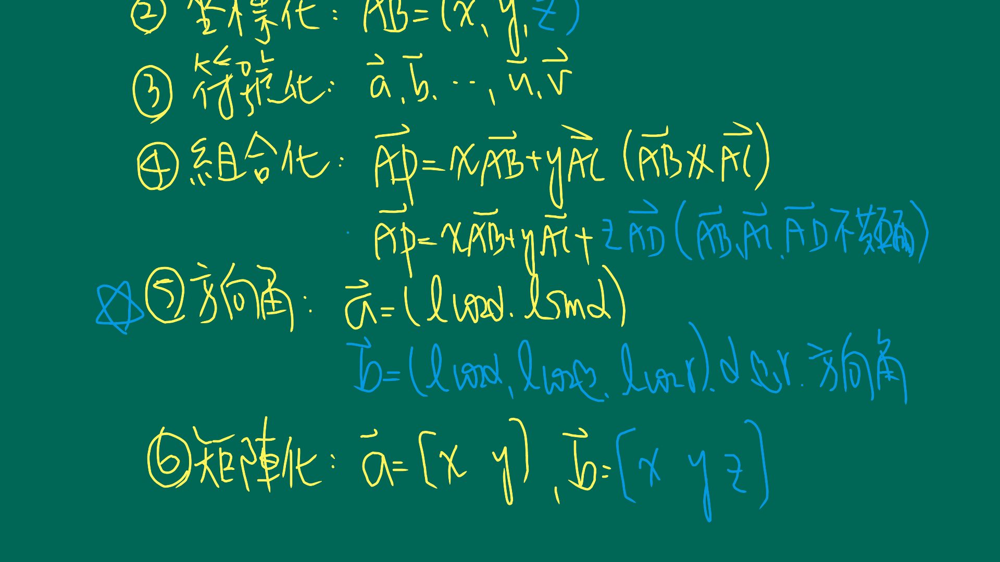 ② 坐標化：AB=(x, y, z)
③ 符號化：a⃗, b⃗, ⋯, u⃗, v⃗
④ 組合化：AP⃗=xAB⃗+yAC⃗ (AB⃗ ∦ AC⃗)
AP⃗=xAB⃗+yAC⃗+zAD⃗ (AB⃗, AC⃗, AD⃗ 不共面)
☆ ⑤ 方向角：a⃗=(l cosα, l sinα)
b⃗=(l cosα, l cosβ, l cosγ), α, β, γ: 方向角
⑥ 矩陣化：a⃗=[x y], b⃗=[x y z]